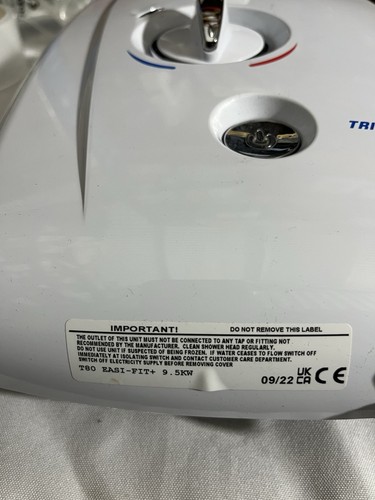 TRI
IMPORTANT! DO NOT REMOVE THIS LABEL
THE OUTLET OF THIS UNIT MUST NOT BE CONNECTED TO ANY TAP OR FITTING NOT
RECOMMENDED BY THE MANUFACTURER. CLEAN SHOWER HEAD REGULARLY.
DO NOT USE UNIT IF SUSPECTED OF BEING FROZEN. IF WATER CEASES TO FLOW SWITCH OFF
IMMEDIATELY AT ISOLATING SWITCH AND CONTACT CUSTOMER CARE DEPARTMENT.
SWITCH OFF ELECTRICITY SUPPLY BEFORE REMOVING COVER
T80 EASI-FIT+ 9.5KW
09/22 UK CA CE